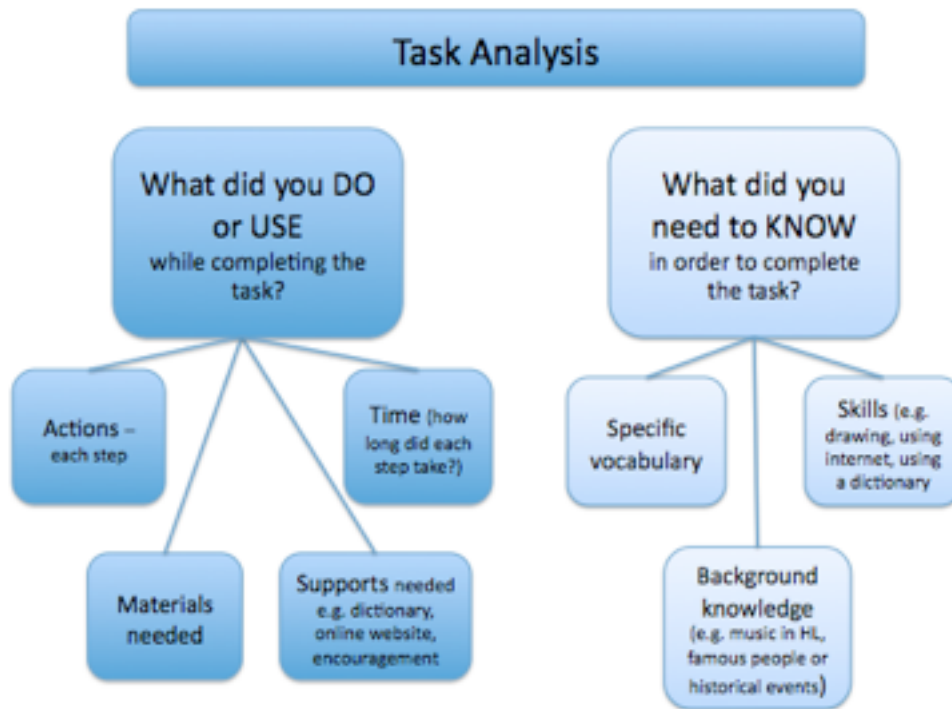 Task Analysis
What did you DO
or USE
while completing the
task?
What did you
need to KNOW
in order to complete
the task?
Actions –
each step
Time (how
long did each
step take?)
Specific
vocabulary
Skills (e.g.
drawing, using
internet, using
a dictionary
Materials
needed
Supports needed
e.g. dictionary,
online website,
encouragement
Background
knowledge
(e.g. music in HL,
famous people or
historical events)